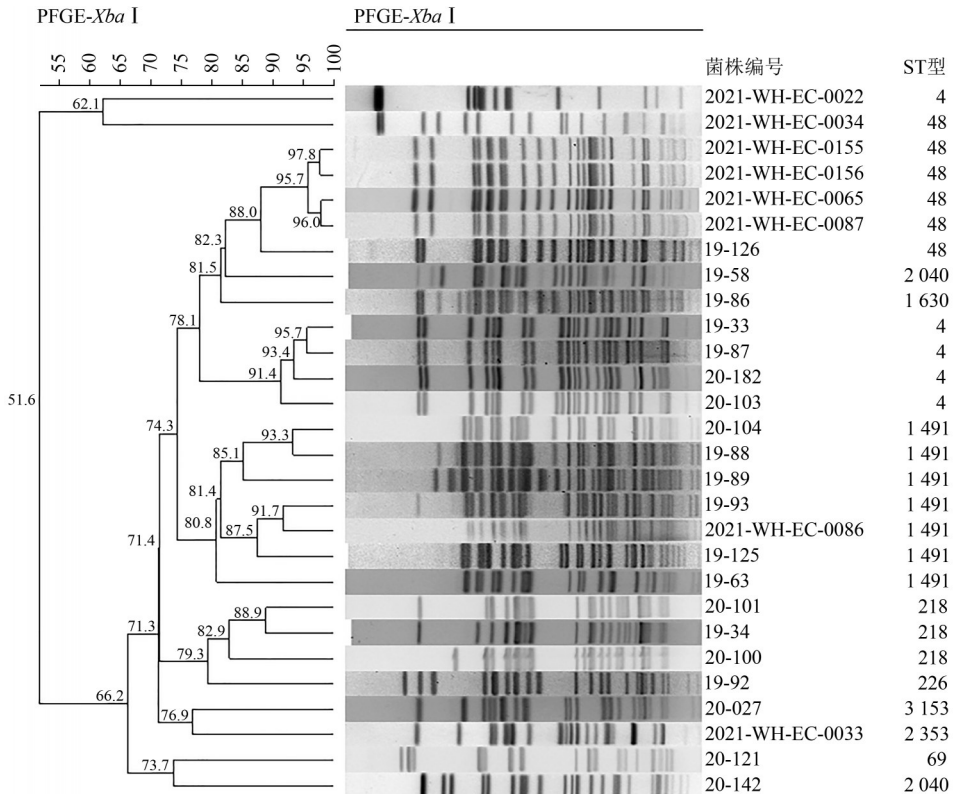 PFGE-Xba Ⅰ PFGE-Xba Ⅰ
55 60 65 70 75 80 85 90 95 100
菌株编号 ST型
62.1 2021-WH-EC-0022 4
2021-WH-EC-0034 48
97.8 2021-WH-EC-0155 48
95.7 2021-WH-EC-0156 48
2021-WH-EC-0065 48
88.0 96.0 2021-WH-EC-0087 48
82.3 19-126 48
81.5 19-58 2 040
19-86 1 630
78.1 95.7 19-33 4
93.4 19-87 4
91.4 20-182 4
51.6 20-103 4
74.3 93.3 20-104 1 491
85.1 19-88 1 491
81.4 19-89 1 491
91.7 19-93 1 491
80.8 87.5 2021-WH-EC-0086 1 491
71.4 19-125 1 491
19-63 1 491
88.9 20-101 218
71.3 82.9 19-34 218
79.3 20-100 218
19-92 226
66.2 76.9 20-027 3 153
2021-WH-EC-0033 2 353
73.7 20-121 69
20-142 2 040